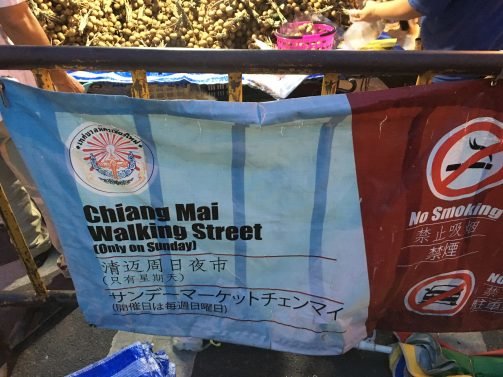 Chiang Mai
Walking Street
(Only on Sunday)
清迈周日夜市
(只有星期天)
サンデーマーケットチェンマイ
(開催日は毎週日曜日)
No Smoking
禁止吸烟
禁煙